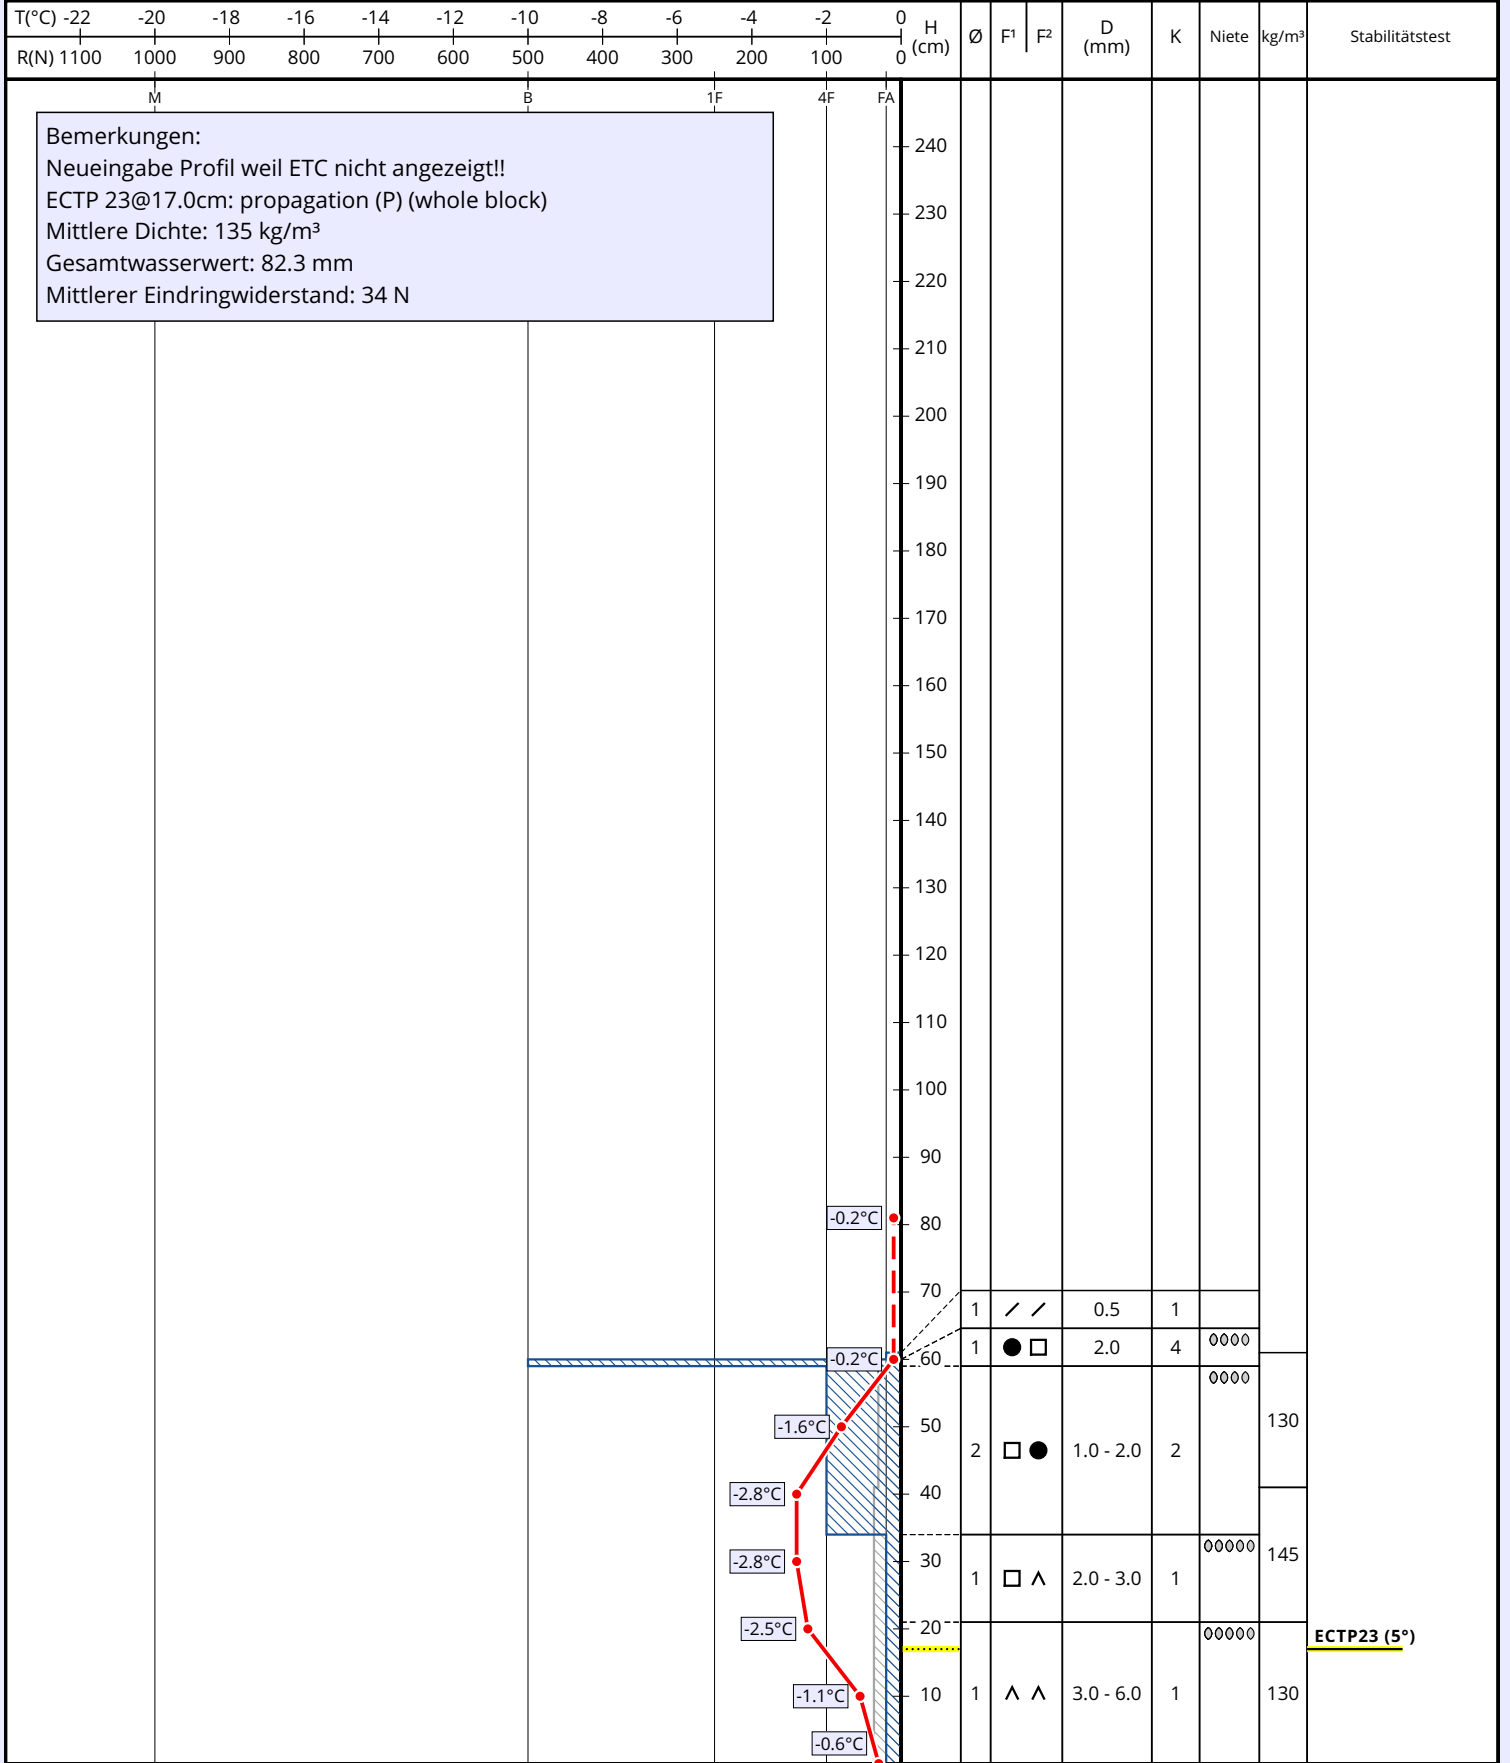 T(°C) -22 -20 -18 -16 -14 -12 -10 -8 -6 -4 -2 0
R(N) 1100 1000 900 800 700 600 500 400 300 200 100 0
H (cm) Ø F¹ F² D (mm) K Niete kg/m³ Stabilitätstest
M B 1F 4F FA
Bemerkungen:
Neueingabe Profil weil ETC nicht angezeigt!!
ECTP 23@17.0cm: propagation (P) (whole block)
Mittlere Dichte: 135 kg/m³
Gesamtwasserwert: 82.3 mm
Mittlerer Eindringwiderstand: 34 N
240
230
220
210
200
190
180
170
160
150
140
130
120
110
100
90
-0.2°C 80
70
1 0.5 1
1 2.0 4
-0.2°C 60
130
-1.6°C 50
2 1.0 - 2.0 2
-2.8°C 40
145
-2.8°C 30
1 2.0 - 3.0 1
-2.5°C 20
ECTP23 (5°)
-1.1°C 10 1 3.0 - 6.0 1 130
-0.6°C